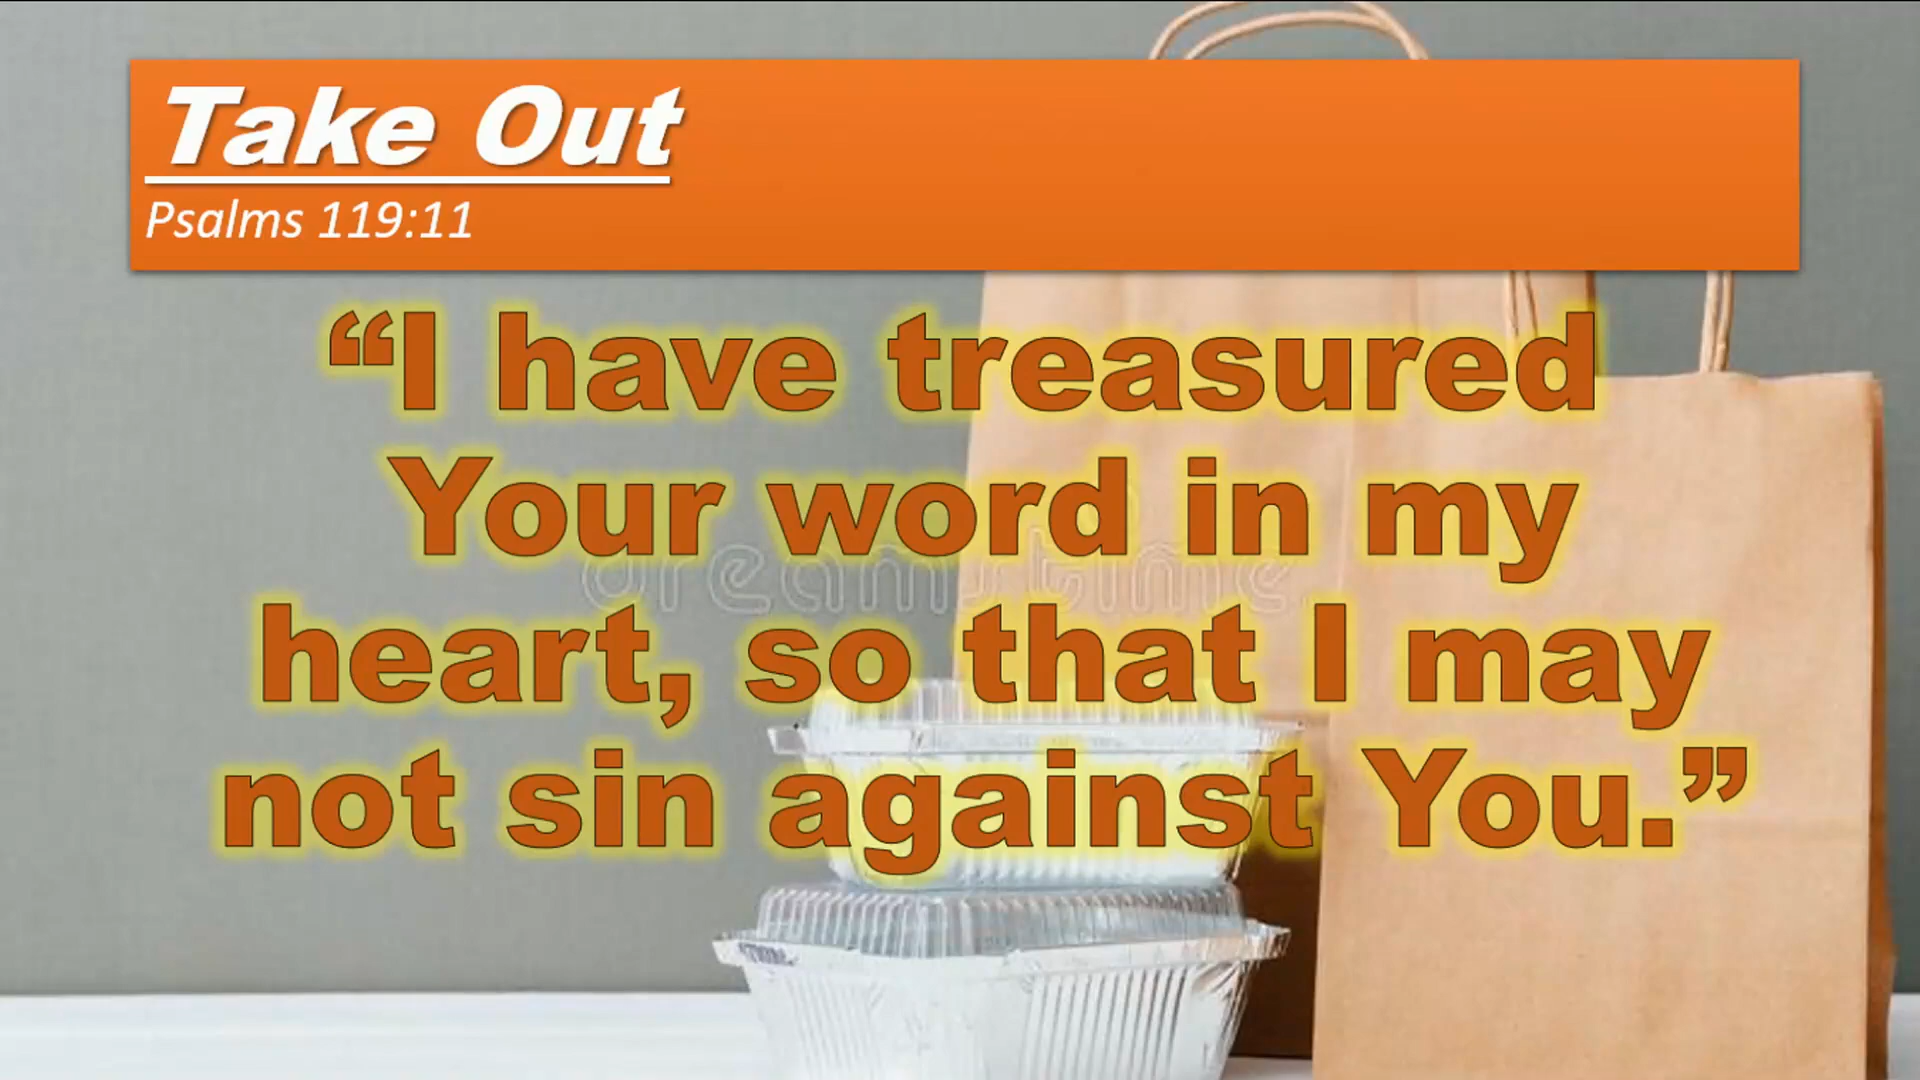 Take Out
Psalms 119:11
“I have treasured
Your word in my
dreamstime
heart, so that I may
not sin against You.”